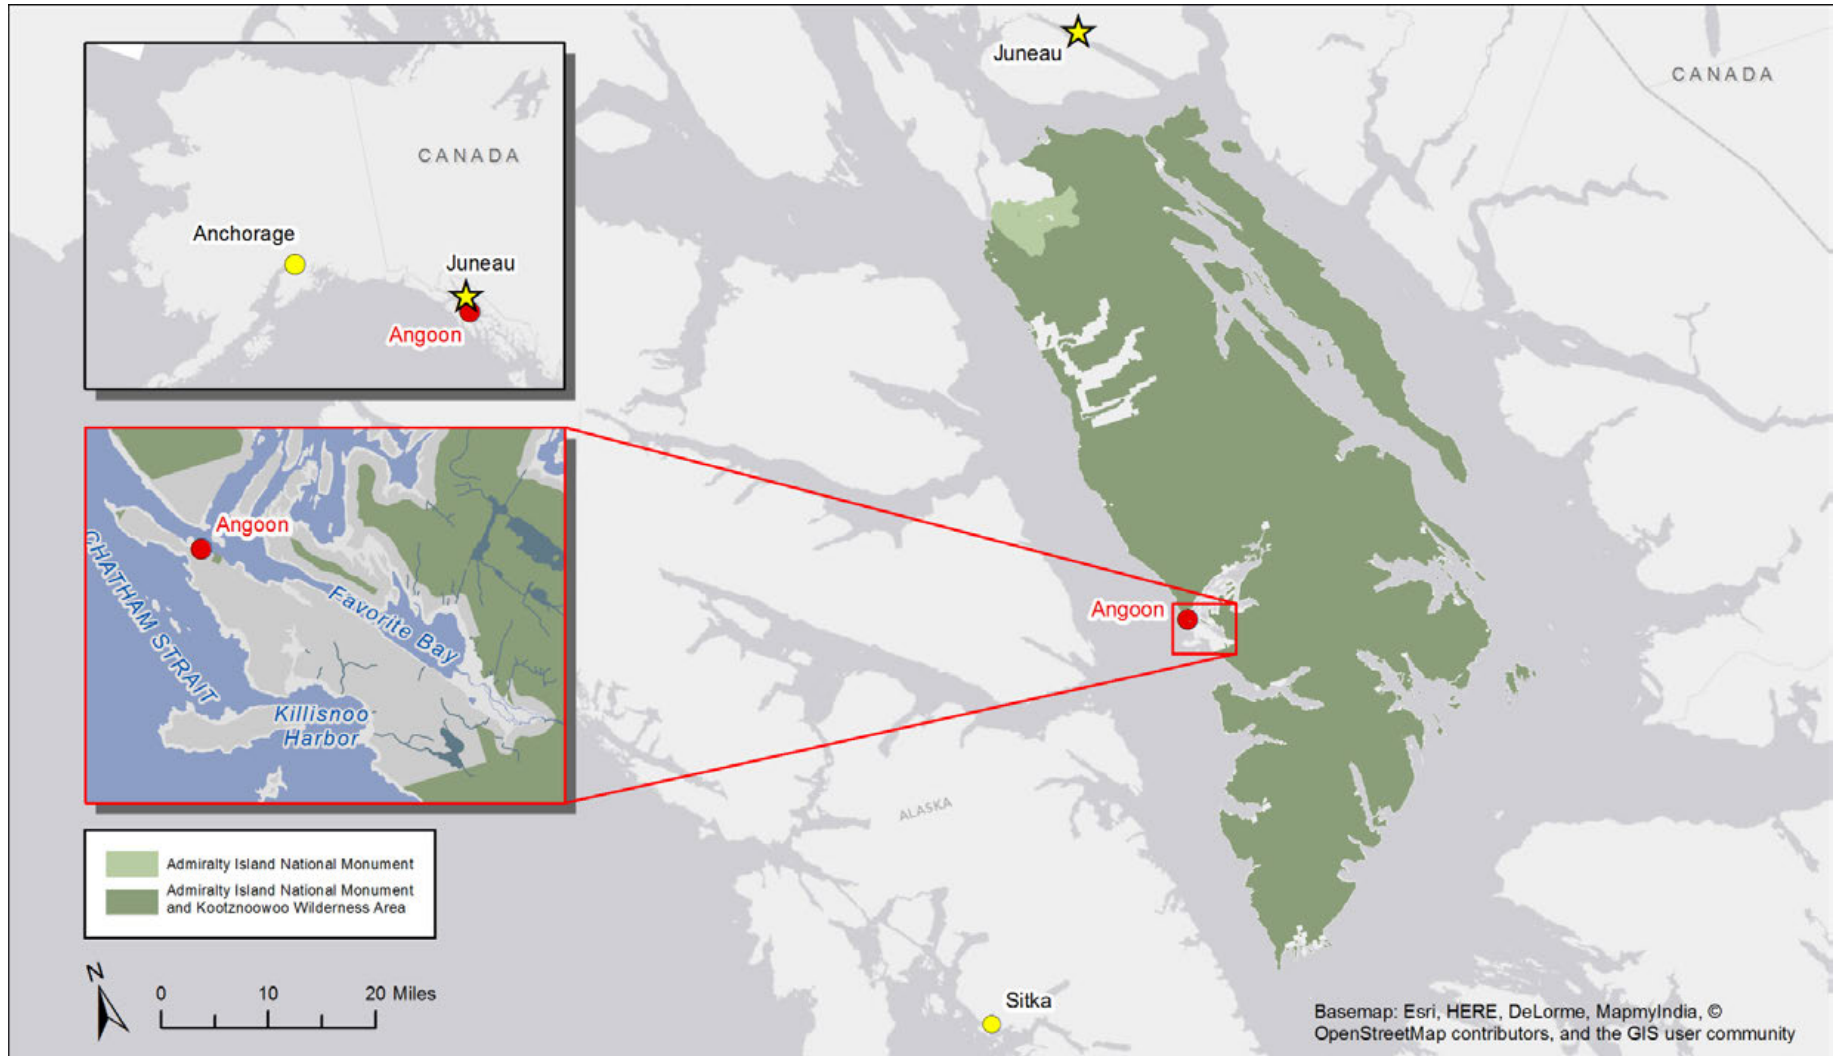 Juneau
CANADA
CANADA
Anchorage
Juneau
Angoon
Angoon
CHATHAM STRAIT
Favorite Bay
Killisnoo
Harbor
Angoon
ALASKA
Admiralty Island National Monument
Admiralty Island National Monument
and Kootznoowoo Wilderness Area
N
0 10 20 Miles
Sitka
Basemap: Esri, HERE, DeLorme, MapmyIndia, ©
OpenStreetMap contributors, and the GIS user community